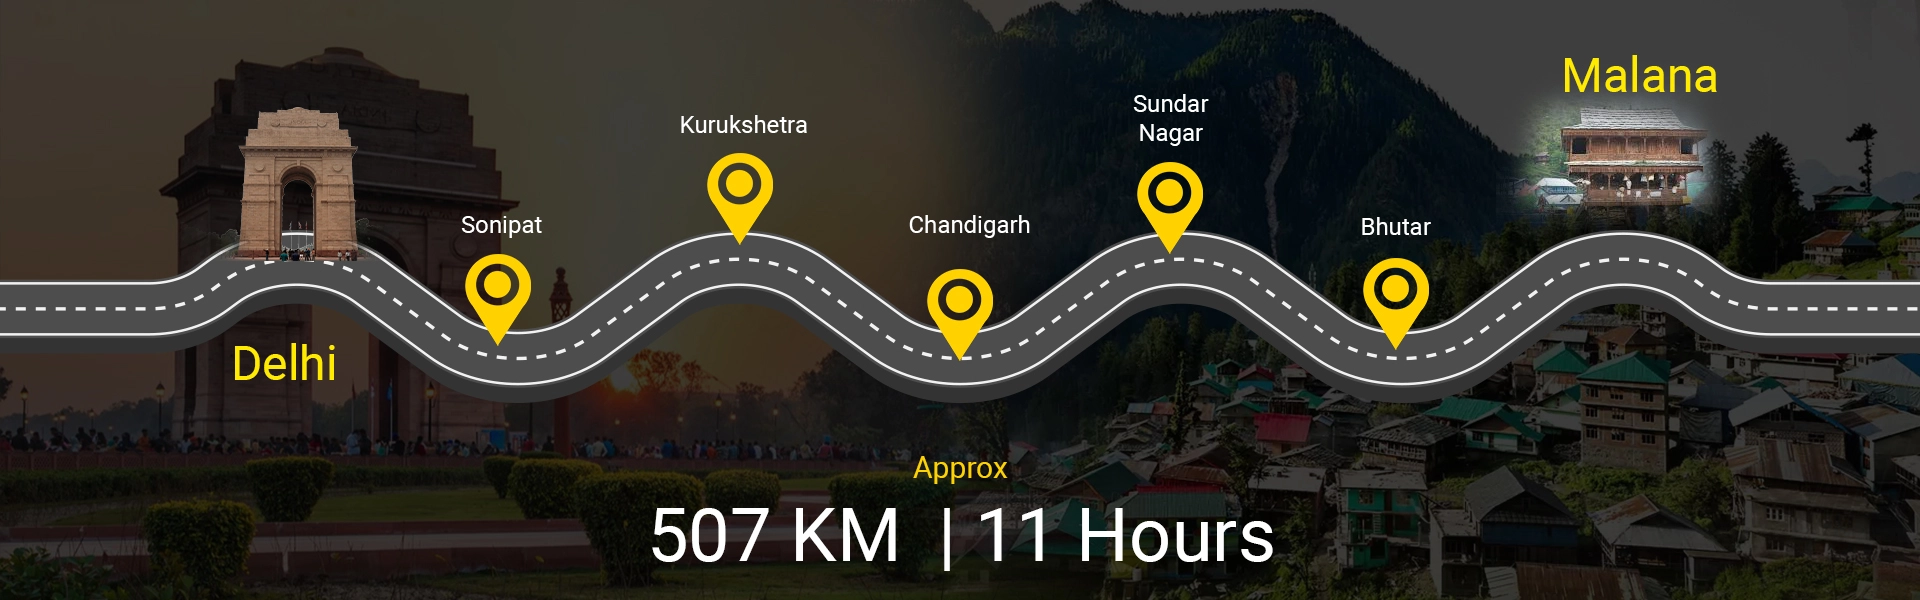 Malana
Sundar
Nagar
Kurukshetra
Sonipat
Chandigarh
Bhutar
Delhi
Approx
507 KM | 11 Hours